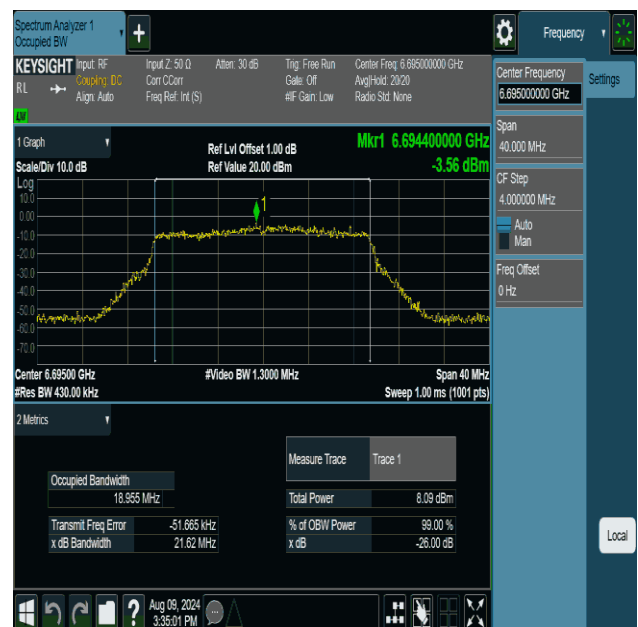 Spectrum Analyzer 1
Occupied BW
Frequency
KEYSIGHT Input: RF Input Z: 50 Ω Atten: 30 dB Trig: Free Run Center Freq: 6.695000000 GHz
RL Coupling: DC Corr CCorr Gate: Off Avg|Hold: 20/20
Align: Auto Freq Ref: Int (S) #IF Gain: Low Radio Std: None
Center Frequency
6.695000000 GHz
Settings
Span
40.000 MHz
CF Step
4.000000 MHz
Auto
Man
Freq Offset
0 Hz
1 Graph
Ref Lvl Offset 1.00 dB
Mkr1 6.694400000 GHz
Scale/Div 10.0 dB
Ref Value 20.00 dBm
-3.56 dBm
Log
10.0
0.00
-10.0
-20.0
-30.0
-40.0
-50.0
-60.0
-70.0
1
Center 6.69500 GHz #Video BW 1.3000 MHz Span 40 MHz
#Res BW 430.00 kHz Sweep 1.00 ms (1001 pts)
2 Metrics
Measure Trace Trace 1
Occupied Bandwidth
18.955 MHz
Total Power 8.09 dBm
Transmit Freq Error -51.665 kHz % of OBW Power 99.00 %
x dB Bandwidth 21.62 MHz x dB -26.00 dB
Local
?
Aug 09, 2024
3:35:01 PM